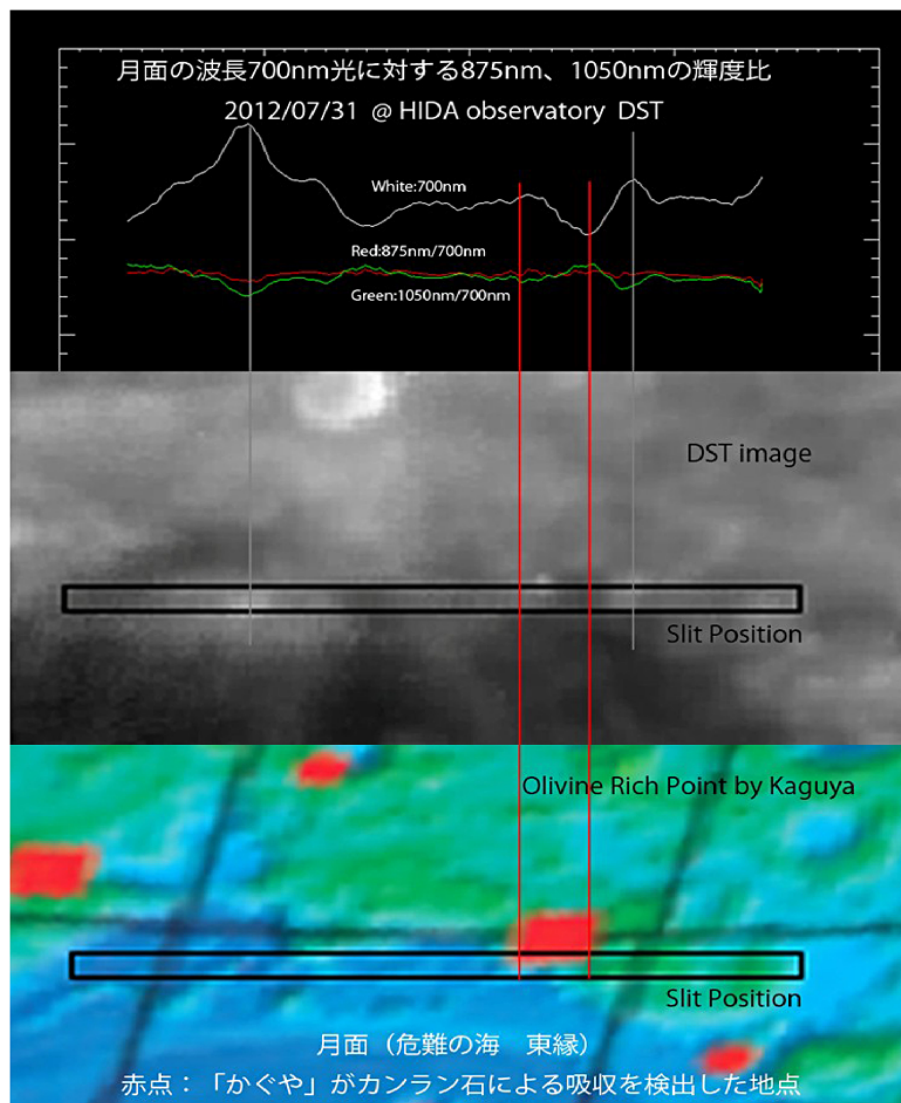 月面の波長700nm光に対する875nm、1050nmの輝度比
2012/07/31 @ HIDA observatory DST
White:700nm
Red:875nm/700nm
Green:1050nm/700nm
DST image
Slit Position
Olivine Rich Point by Kaguya
Slit Position
月面（危難の海　東縁）
赤点：「かぐや」がカンラン石による吸収を検出した地点